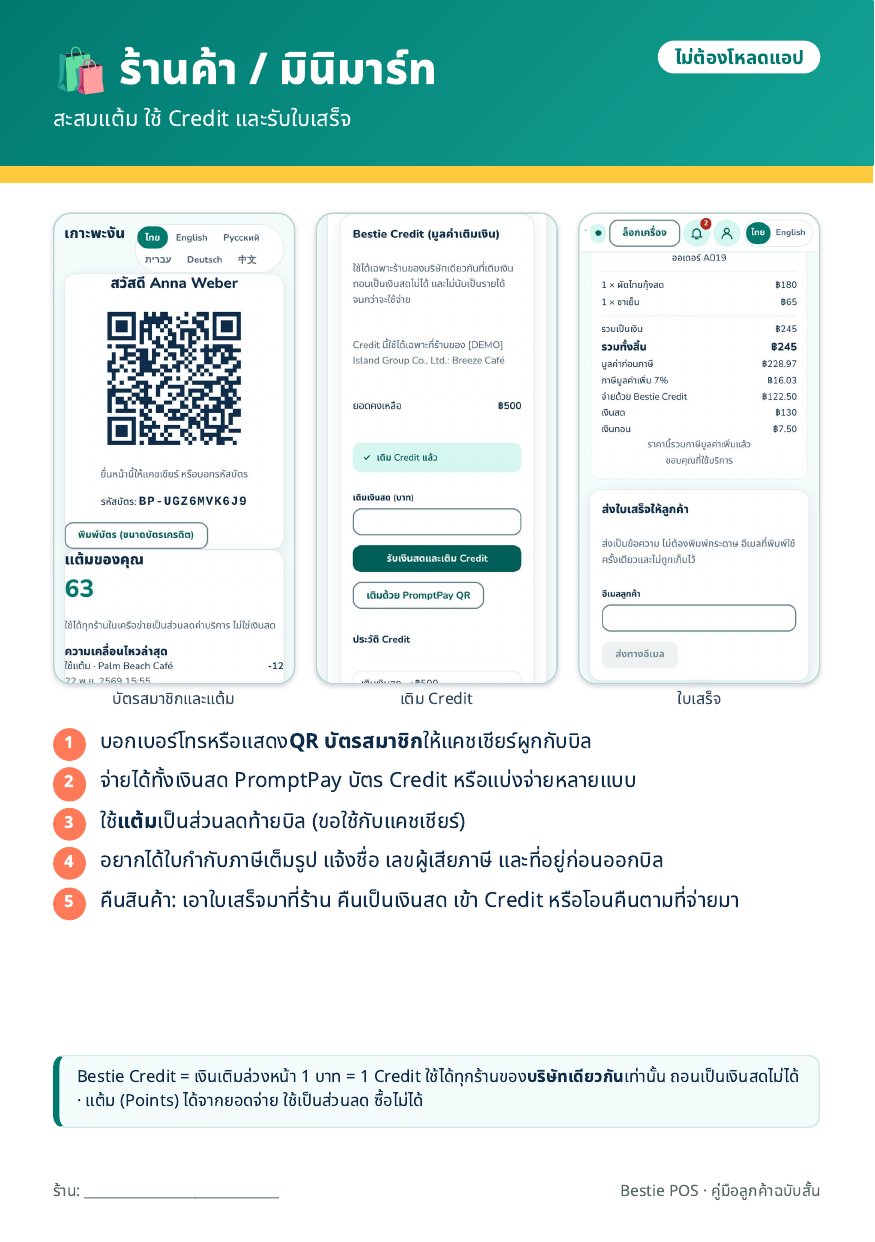 ร้านค้า / มินิมาร์ท
ไม่ต้องโหลดแอป
สะสมแต้ม ใช้ Credit และรับใบเสร็จ
เกาะพะงัน
ไทย English Русский
עברית Deutsch 中文
สวัสดี Anna Weber
ยื่นหน้านี้ให้แคชเชียร์ หรือบอกรหัสบัตร
รหัสบัตร: BP-UGZ6MVK6J9
พิมพ์บัตร (ขนาดบัตรเครดิต)
แต้มของคุณ
63
ใช้ได้ทุกร้านในเครือข่ายเป็นส่วนลดค่าบริการ ไม่ใช่เงินสด
ความเคลื่อนไหวล่าสุด
ใช้แต้ม · Palm Beach Café -12
22 พ.ย. 2569 15:55
บัตรสมาชิกและแต้ม
Bestie Credit (มูลค่าเติมเงิน)
ใช้ได้เฉพาะร้านของบริษัทเดียวกันที่เติมเงิน
ถอนเป็นเงินสดไม่ได้ และไม่นับเป็นรายได้
จนกว่าจะใช้จ่าย
Credit นี้ใช้ได้เฉพาะที่ร้านของ [DEMO]
Island Group Co., Ltd.: Breeze Café
ยอดคงเหลือ ฿500
✓ เติม Credit แล้ว
เติมเงินสด (บาท)
รับเงินสดและเติม Credit
เติมด้วย PromptPay QR
ประวัติ Credit
เติมเงินสด · +฿500
เติม Credit
ล็อกเครื่อง 2 ไทย English
ออเดอร์ A019
1 × ผัดไทยกุ้งสด ฿180
1 × ชาเย็น ฿65
รวมเป็นเงิน ฿245
รวมทั้งสิ้น ฿245
มูลค่าก่อนภาษี ฿228.97
ภาษีมูลค่าเพิ่ม 7% ฿16.03
จ่ายด้วย Bestie Credit ฿122.50
เงินสด ฿130
เงินทอน ฿7.50
ราคานี้รวมภาษีมูลค่าเพิ่มแล้ว
ขอบคุณที่ใช้บริการ
ส่งใบเสร็จให้ลูกค้า
ส่งเป็นข้อความ ไม่ต้องพิมพ์กระดาษ อีเมลที่พิมพ์ใช้
ครั้งเดียวและไม่ถูกเก็บไว้
อีเมลลูกค้า
ส่งทางอีเมล
ใบเสร็จ
1 บอกเบอร์โทรหรือแสดงQR บัตรสมาชิกให้แคชเชียร์ผูกกับบิล
2 จ่ายได้ทั้งเงินสด PromptPay บัตร Credit หรือแบ่งจ่ายหลายแบบ
3 ใช้แต้มเป็นส่วนลดท้ายบิล (ขอใช้กับแคชเชียร์)
4 อยากได้ใบกำกับภาษีเต็มรูป แจ้งชื่อ เลขผู้เสียภาษี และที่อยู่ก่อนออกบิล
5 คืนสินค้า: เอาใบเสร็จมาที่ร้าน คืนเป็นเงินสด เข้า Credit หรือโอนคืนตามที่จ่ายมา
Bestie Credit = เงินเติมล่วงหน้า 1 บาท = 1 Credit ใช้ได้ทุกร้านของบริษัทเดียวกันเท่านั้น ถอนเป็นเงินสดไม่ได้
· แต้ม (Points) ได้จากยอดจ่าย ใช้เป็นส่วนลด ซื้อไม่ได้
ร้าน: ______________________
Bestie POS · คู่มือลูกค้าฉบับสั้น